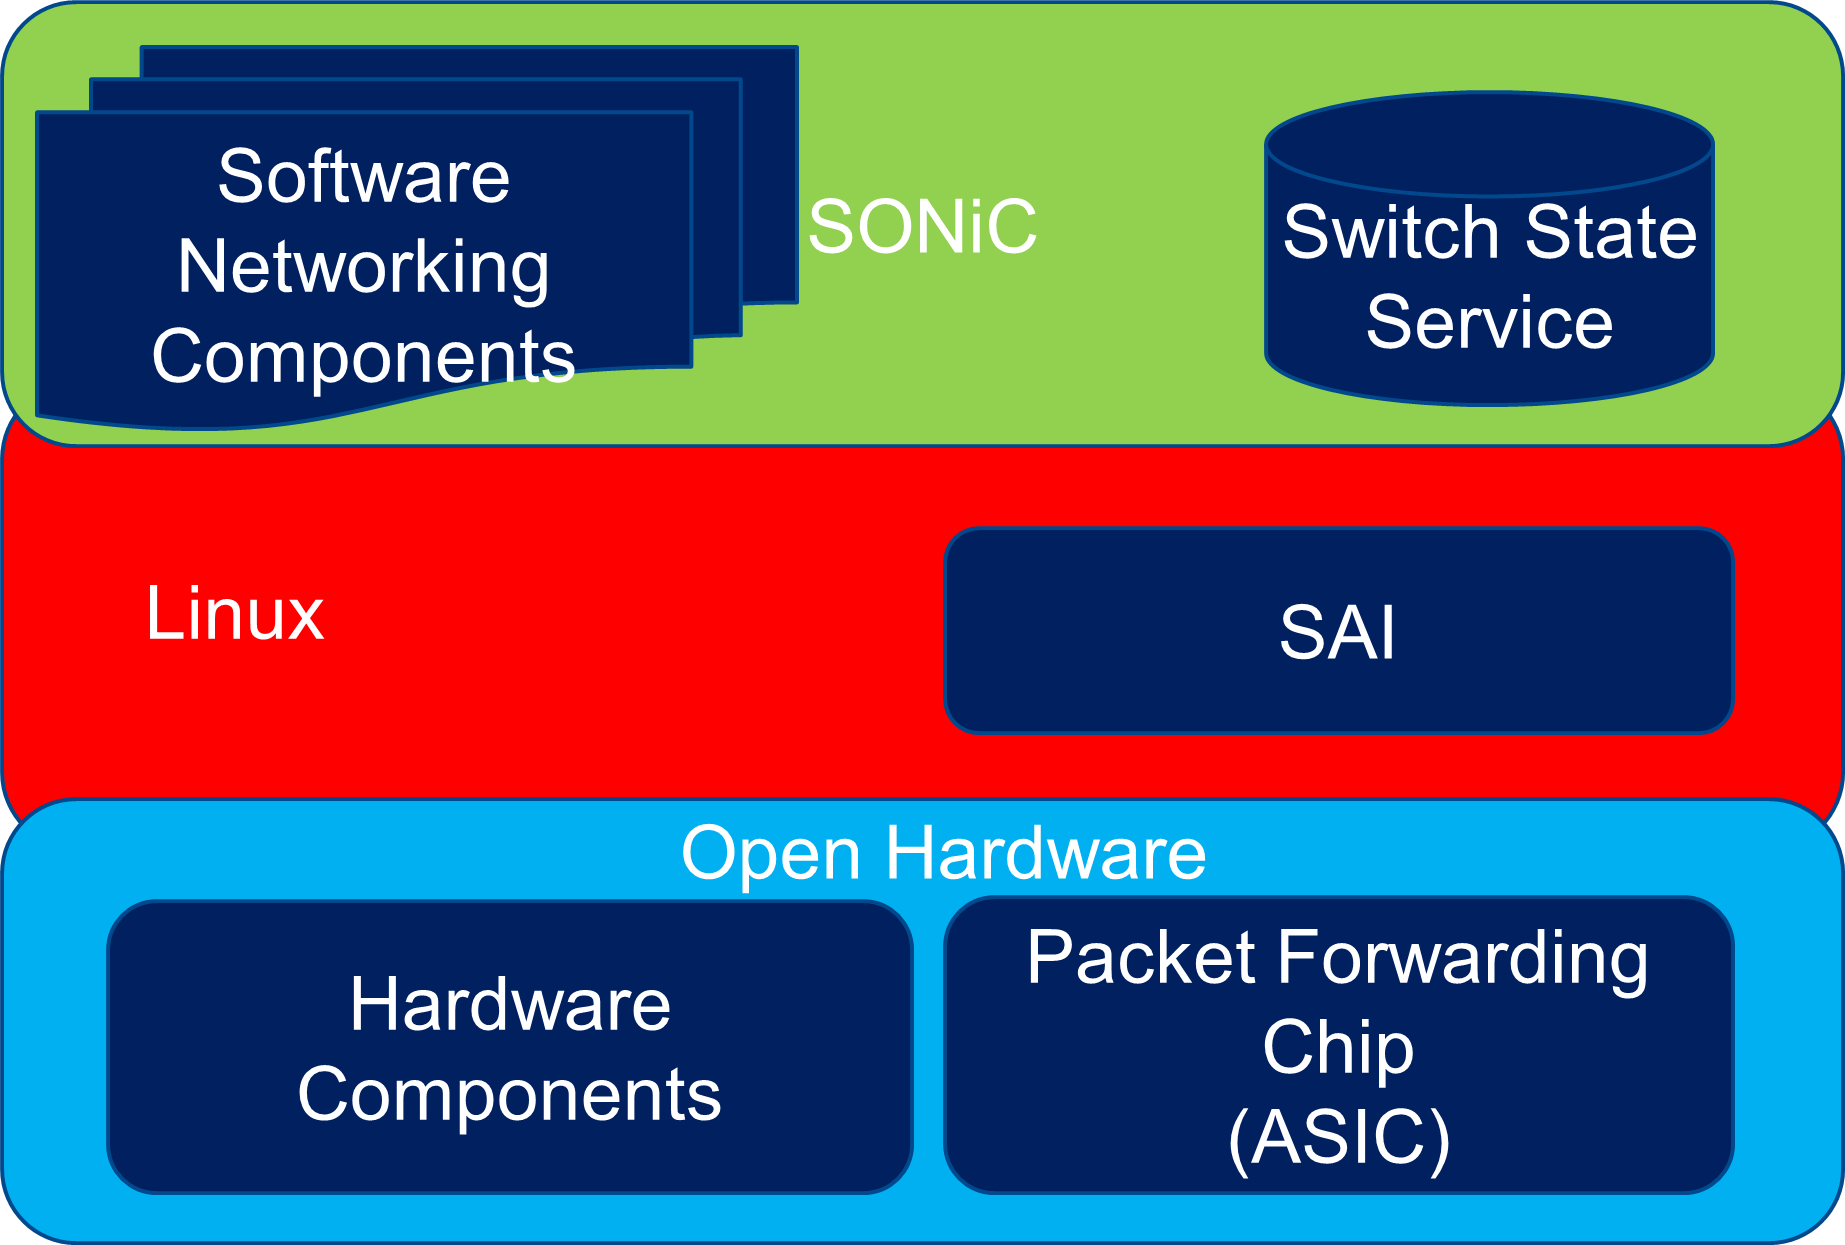 Software
Networking
Components
SONiC
Switch State
Service
Linux
SAI
Open Hardware
Hardware
Components
Packet Forwarding
Chip
(ASIC)